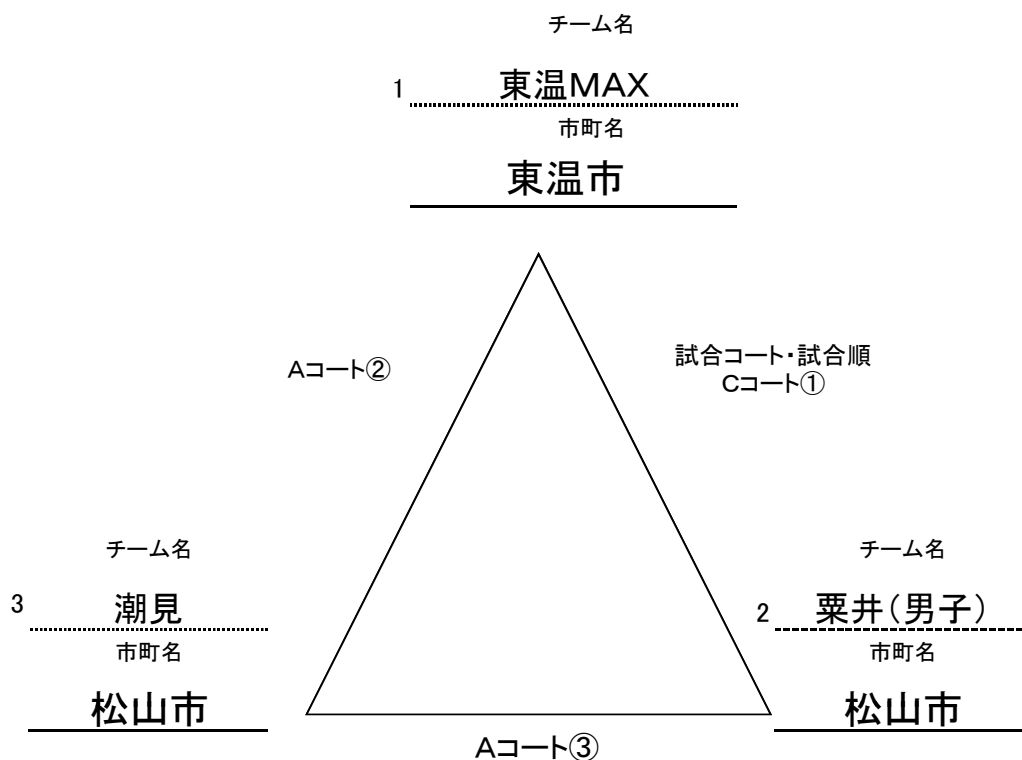 チーム名
1 東温MAX
市町名
東温市
Aコート②
試合コート・試合順
Cコート①
チーム名
3 潮見
市町名
松山市
チーム名
2 粟井(男子)
市町名
松山市
Aコート③